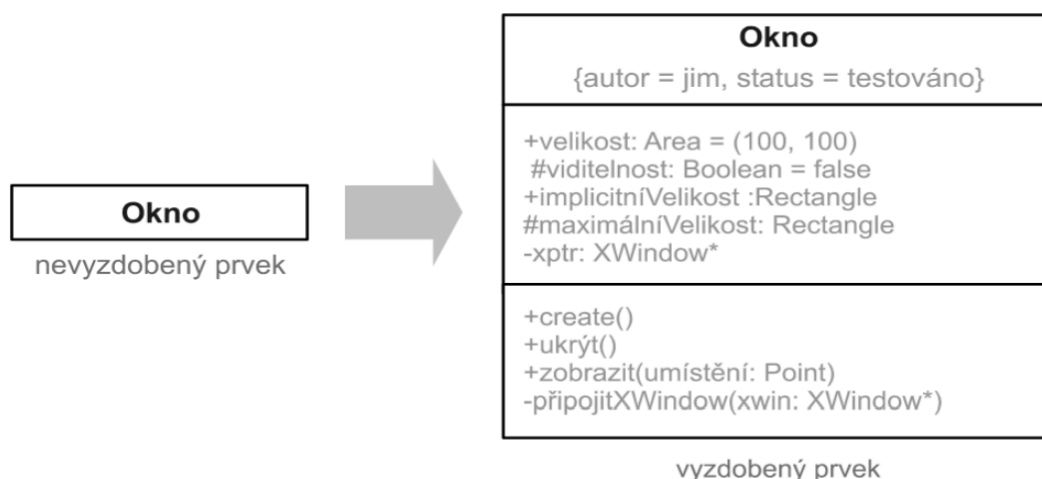 Okno
nevyzdobený prvek
Okno
{autor = jim, status = testováno}
+velikost: Area = (100, 100)
#viditelnost: Boolean = false
+implicitníVelikost :Rectangle
#maximálníVelikost: Rectangle
-xptr: XWindow*
+create()
+ukrýt()
+zobrazit(umístění: Point)
-připojitXWindow(xwin: XWindow*)
vyzdobený prvek